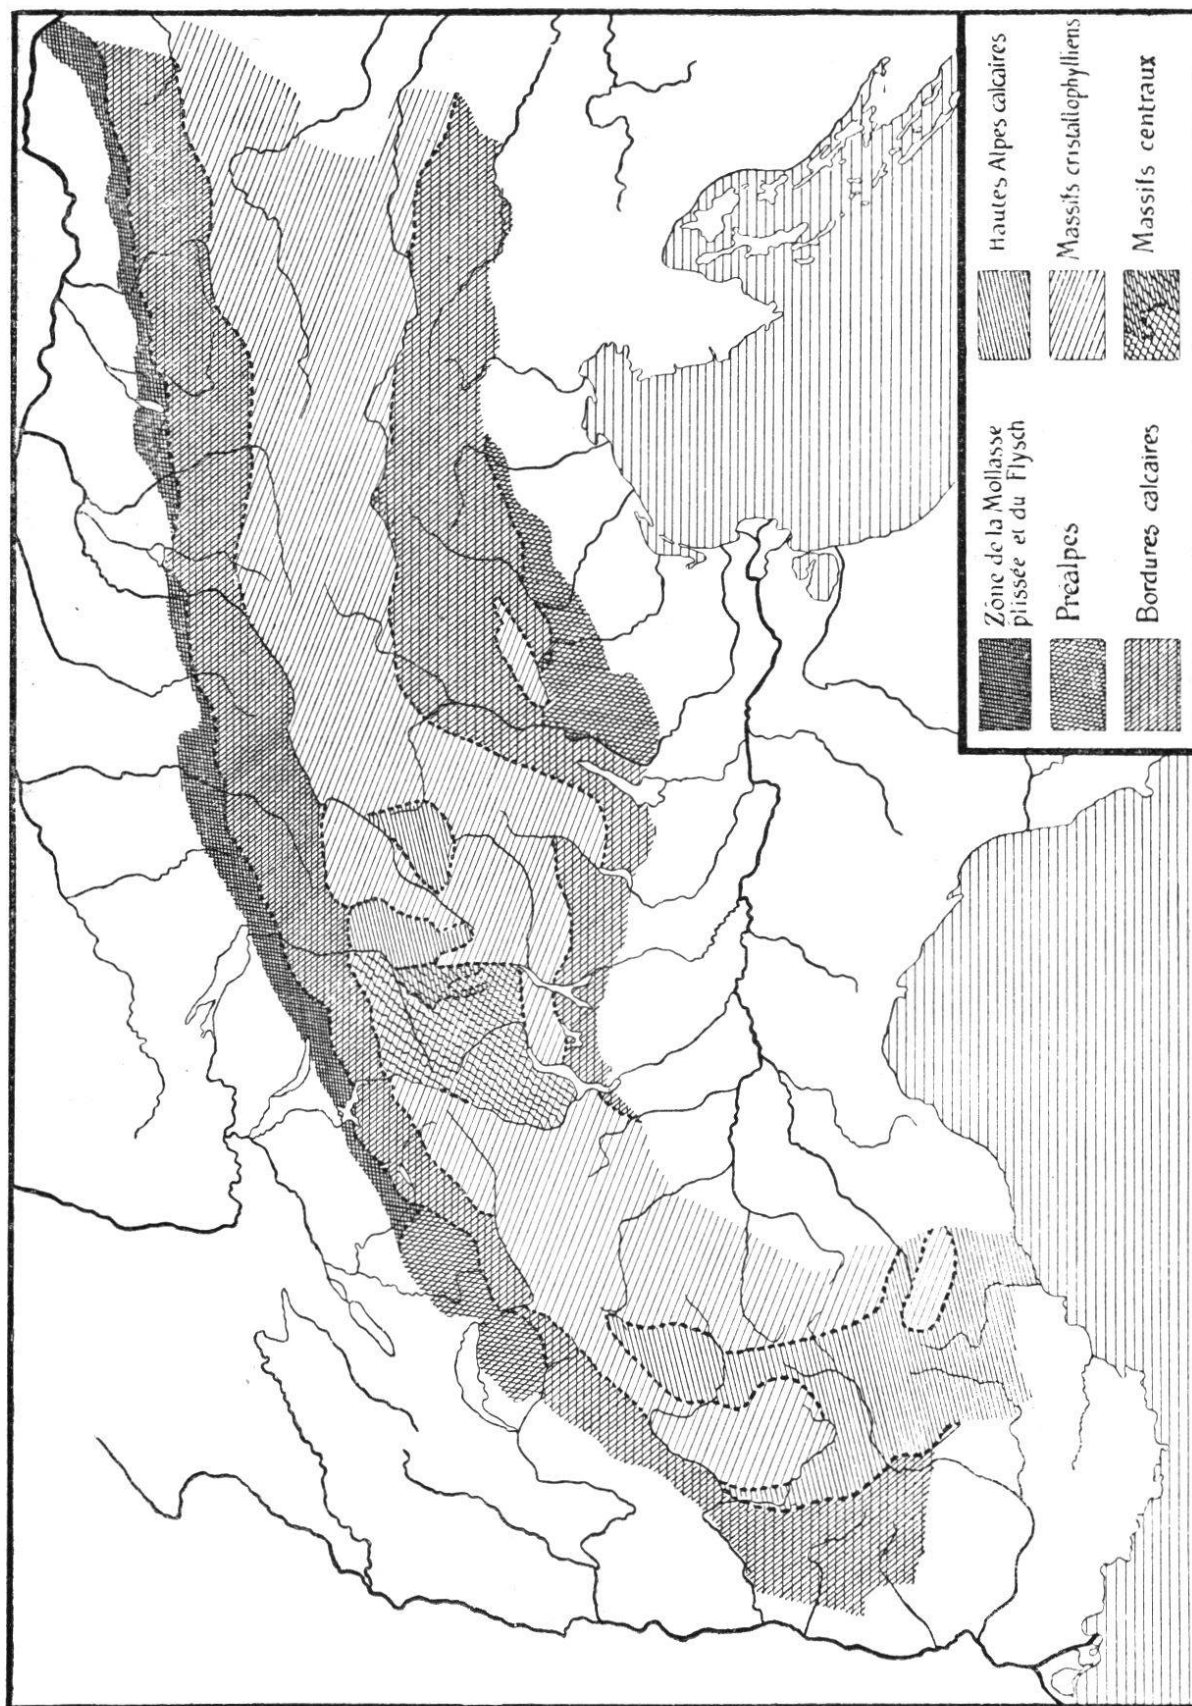 Zône de la Mollasse
plissée et du Flysch
Préalpes
Bordures calcaires
Hautes Alpes calcaires
Massifs cristallophylliens
Massifs centraux